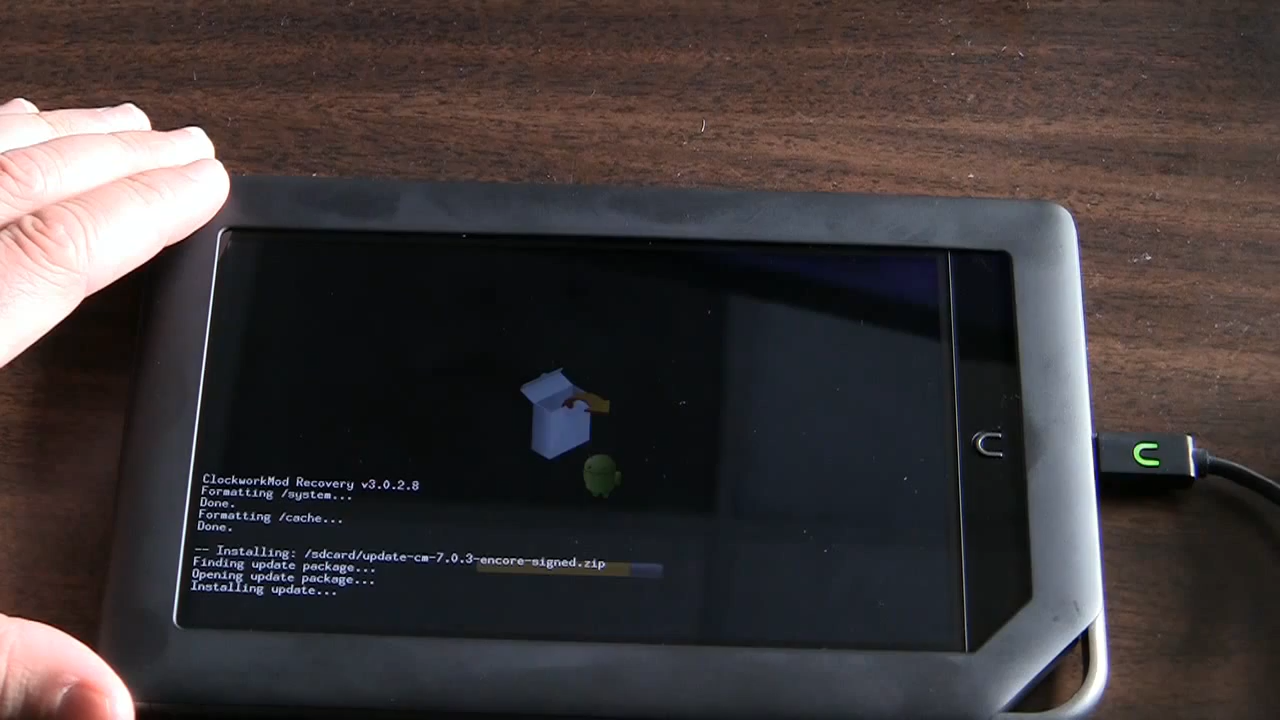 ClockworkMod Recovery v3.0.2.8
Formatting /system...
Done.
Formatting /cache...
Done.
-- Installing: /sdcard/update-cm-7.0.3-encore-signed.zip
Finding update package...
Opening update package...
Installing update...